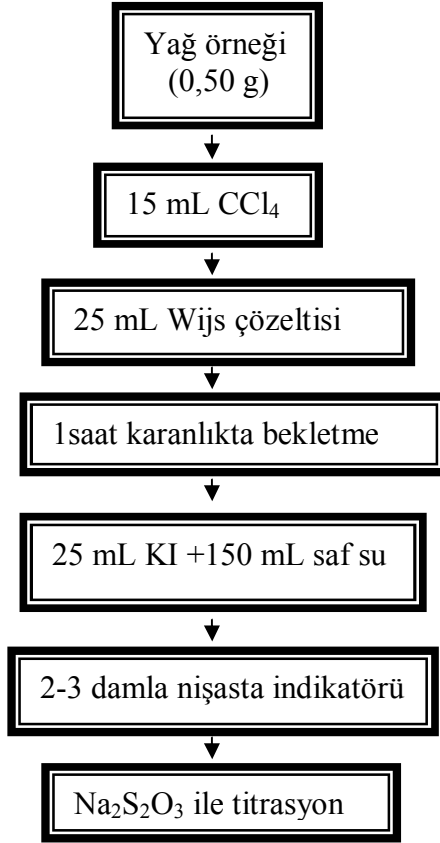 Yağ örneği
(0,50 g)
15 mL CCl₄
25 mL Wijs çözeltisi
1saat karanlıkta bekletme
25 mL KI +150 mL saf su
2-3 damla nişasta indikatörü
Na₂S₂O₃ ile titrasyon